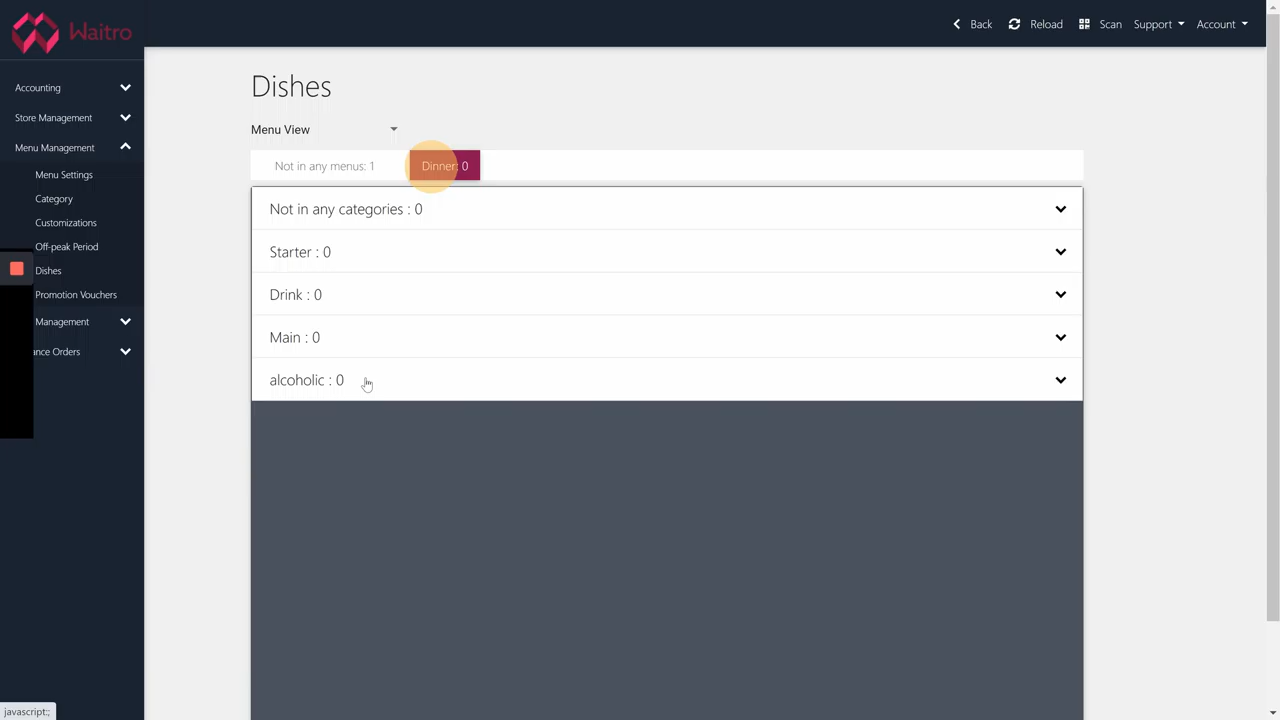 Waitro
Back
Reload
Scan
Support
Account
Accounting
Store Management
Menu Management
Menu Settings
Category
Customizations
Off-peak Period
Dishes
Promotion Vouchers
Management
ance Orders
Dishes
Menu View
Not in any menus: 1
Dinner: 0
Not in any categories : 0
Starter : 0
Drink : 0
Main : 0
alcoholic : 0
javascript:;